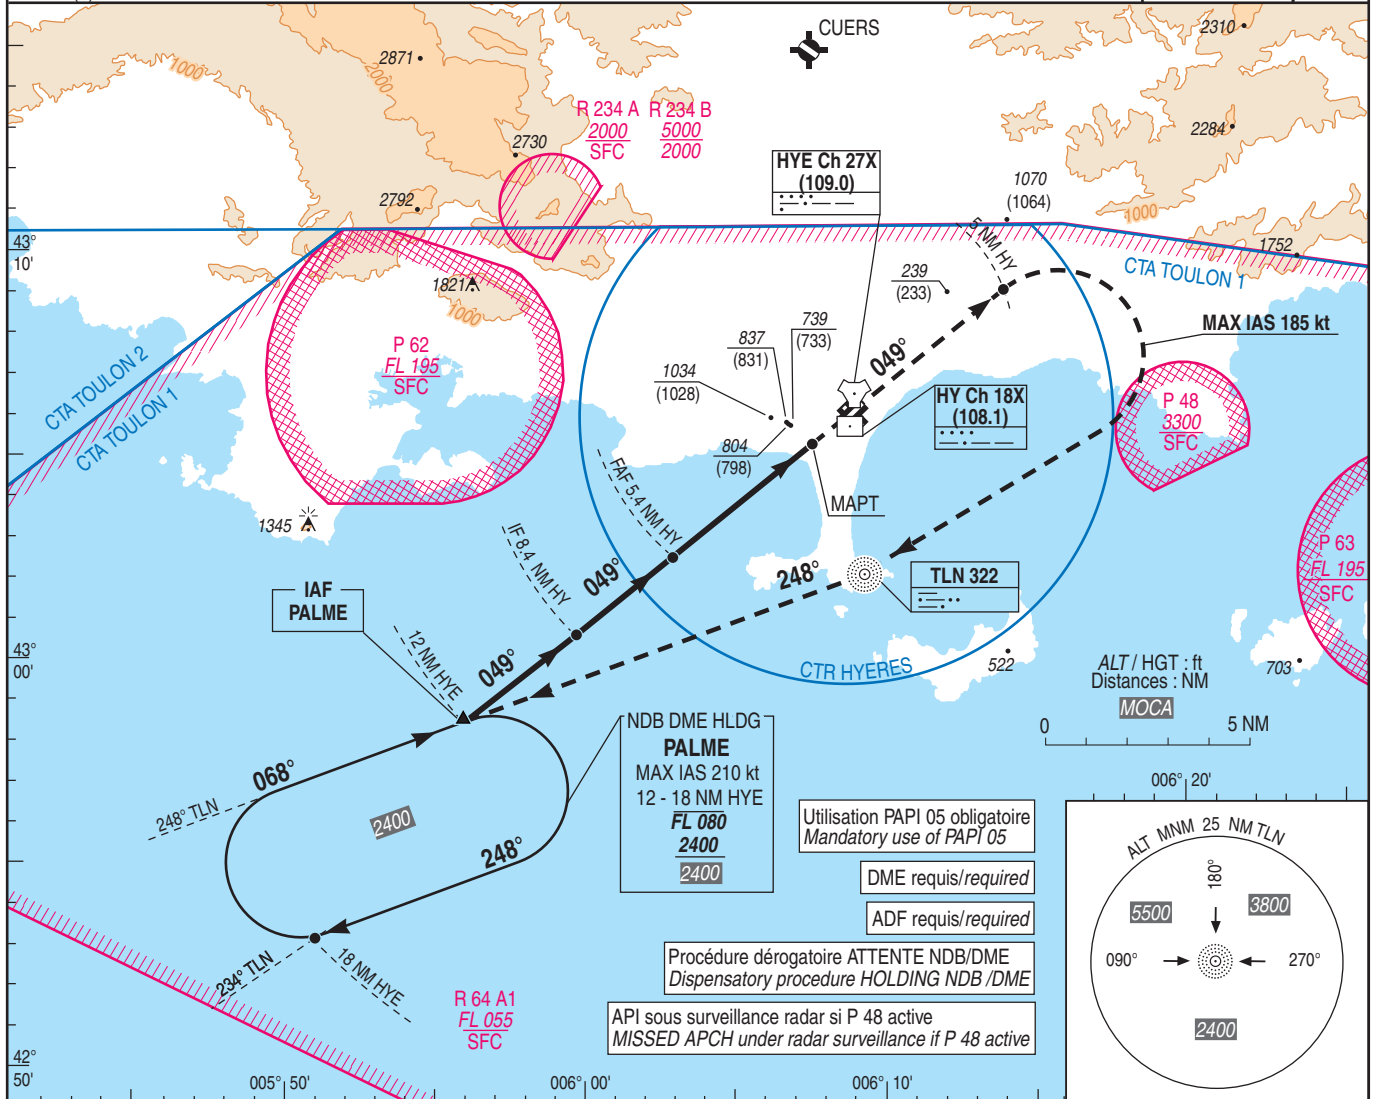 CUERS
2310
2871
1000
2000
R 234 A
2000
SFC
R 234 B
5000
2000
2730
2284
2792
HYE Ch 27X
(109.0)
1070
(1064)
1000
43°
10'
5 NM HY
1752
CTA TOULON 1
1821
1000
239
(233)
739
(733)
MAX IAS 185 kt
837
(831)
P 62
FL 195
SFC
049°
1034
(1028)
CTA TOULON 2
CTA TOULON 1
HY Ch 18X
(108.1)
P 48
3300
SFC
804
(798)
FAF 5.4 NM HY
MAPT
1345
IF 8.4 NM HY
P 63
FL 195
SFC
049°
248°
TLN 322
IAF
PALME
12 NM HYE
049°
CTR HYERES
522
43°
00'
703
ALT / HGT : ft
Distances : NM
MOCA
0
5 NM
NDB DME HLDG
PALME
MAX IAS 210 kt
12 - 18 NM HYE
FL 080
2400
2400
068°
248° TLN
2400
248°
006° 20'
Utilisation PAPI 05 obligatoire
Mandatory use of PAPI 05
DME requis/required
ADF requis/required
Procédure dérogatoire ATTENTE NDB/DME
Dispensatory procedure HOLDING NDB /DME
API sous surveillance radar si P 48 active
MISSED APCH under radar surveillance if P 48 active
ALT MNM 25 NM TLN
180°
5500
3800
090°
270°
2400
234° TLN
18 NM HYE
R 64 A1
FL 055
SFC
42°
50'
005° 50'
006° 00'
006° 10'